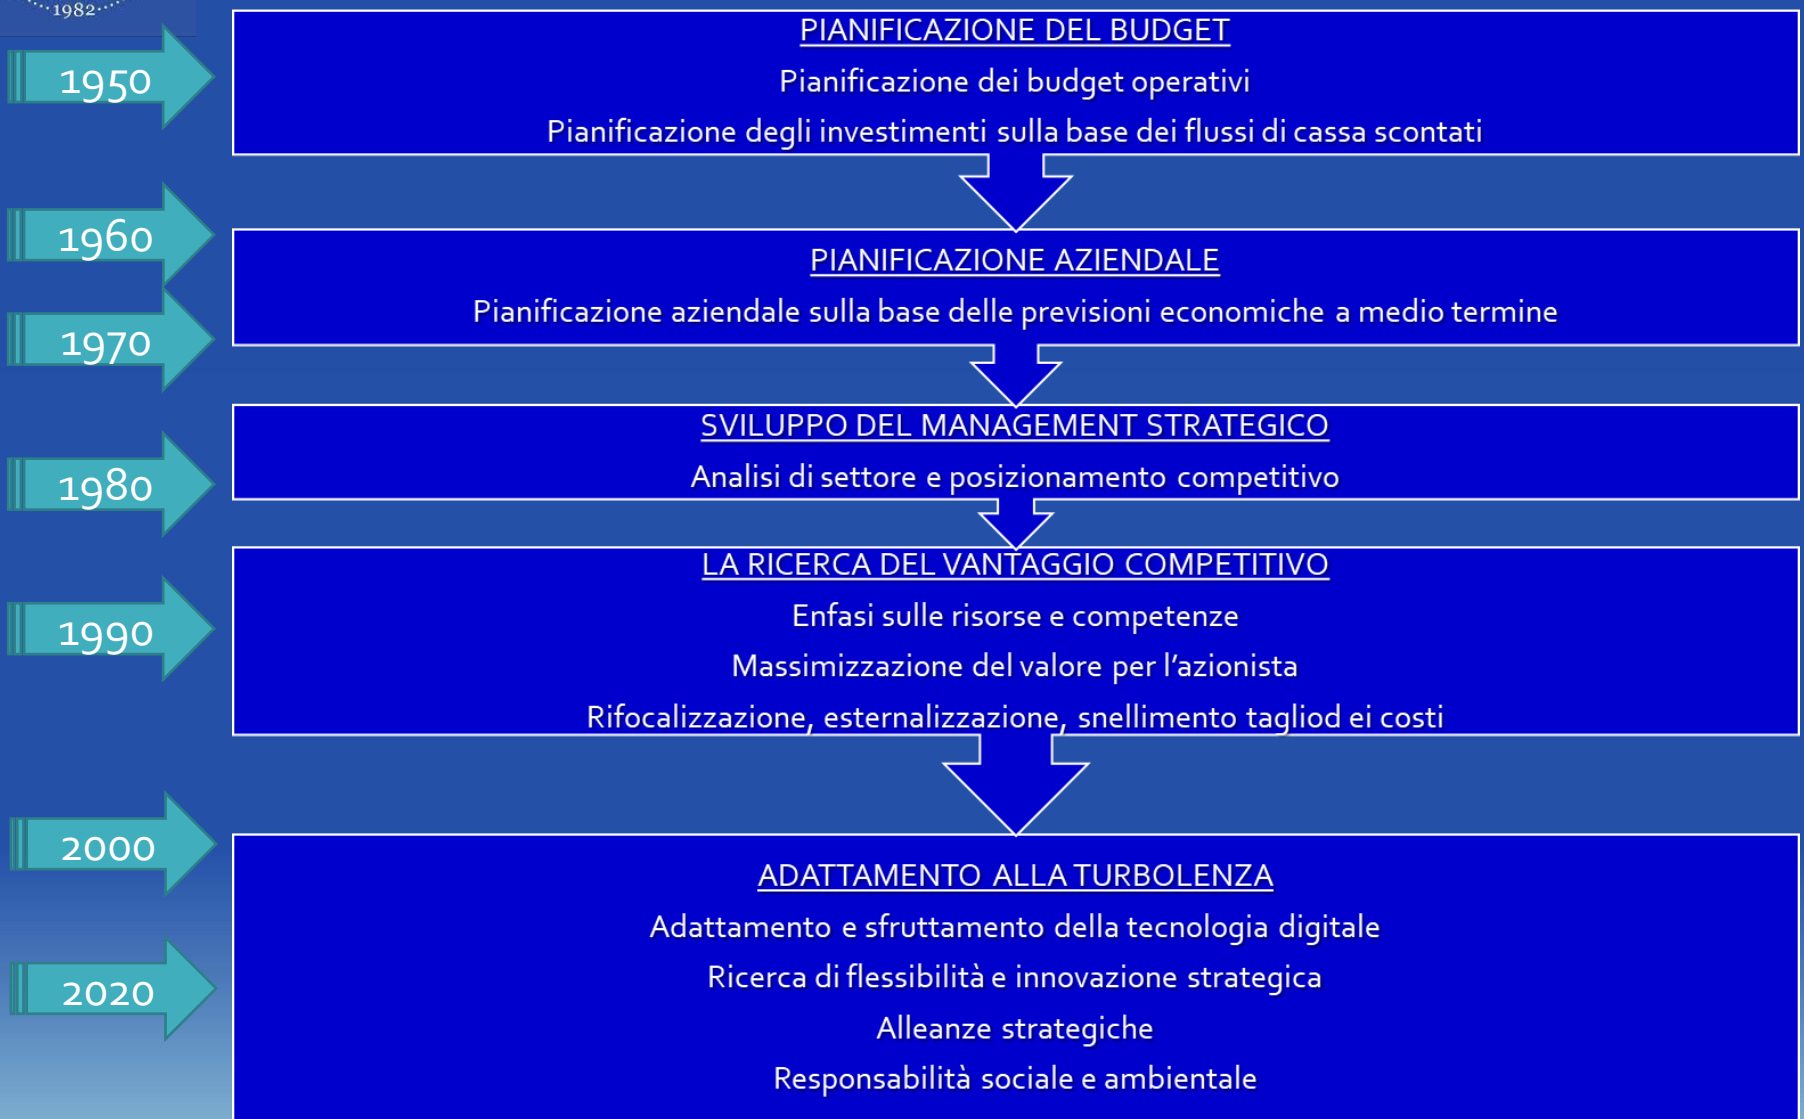 1982
1950
PIANIFICAZIONE DEL BUDGET
Pianificazione dei budget operativi
Pianificazione degli investimenti sulla base dei flussi di cassa scontati
1960
1970
PIANIFICAZIONE AZIENDALE
Pianificazione aziendale sulla base delle previsioni economiche a medio termine
1980
SVILUPPO DEL MANAGEMENT STRATEGICO
Analisi di settore e posizionamento competitivo
1990
LA RICERCA DEL VANTAGGIO COMPETITIVO
Enfasi sulle risorse e competenze
Massimizzazione del valore per l’azionista
Rifocalizzazione, esternalizzazione, snellimento tagliod ei costi
2000
2020
ADATTAMENTO ALLA TURBOLENZA
Adattamento e sfruttamento della tecnologia digitale
Ricerca di flessibilità e innovazione strategica
Alleanze strategiche
Responsabilità sociale e ambientale